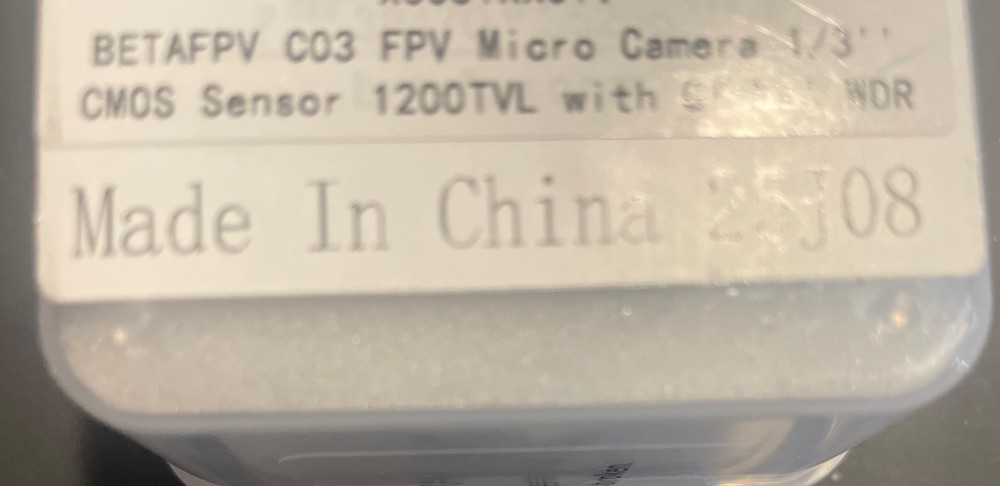 BETAFPV C03 FPV Micro Camera 1/3''
CMOS Sensor 1200TVL with WDR
Made In China 25J08